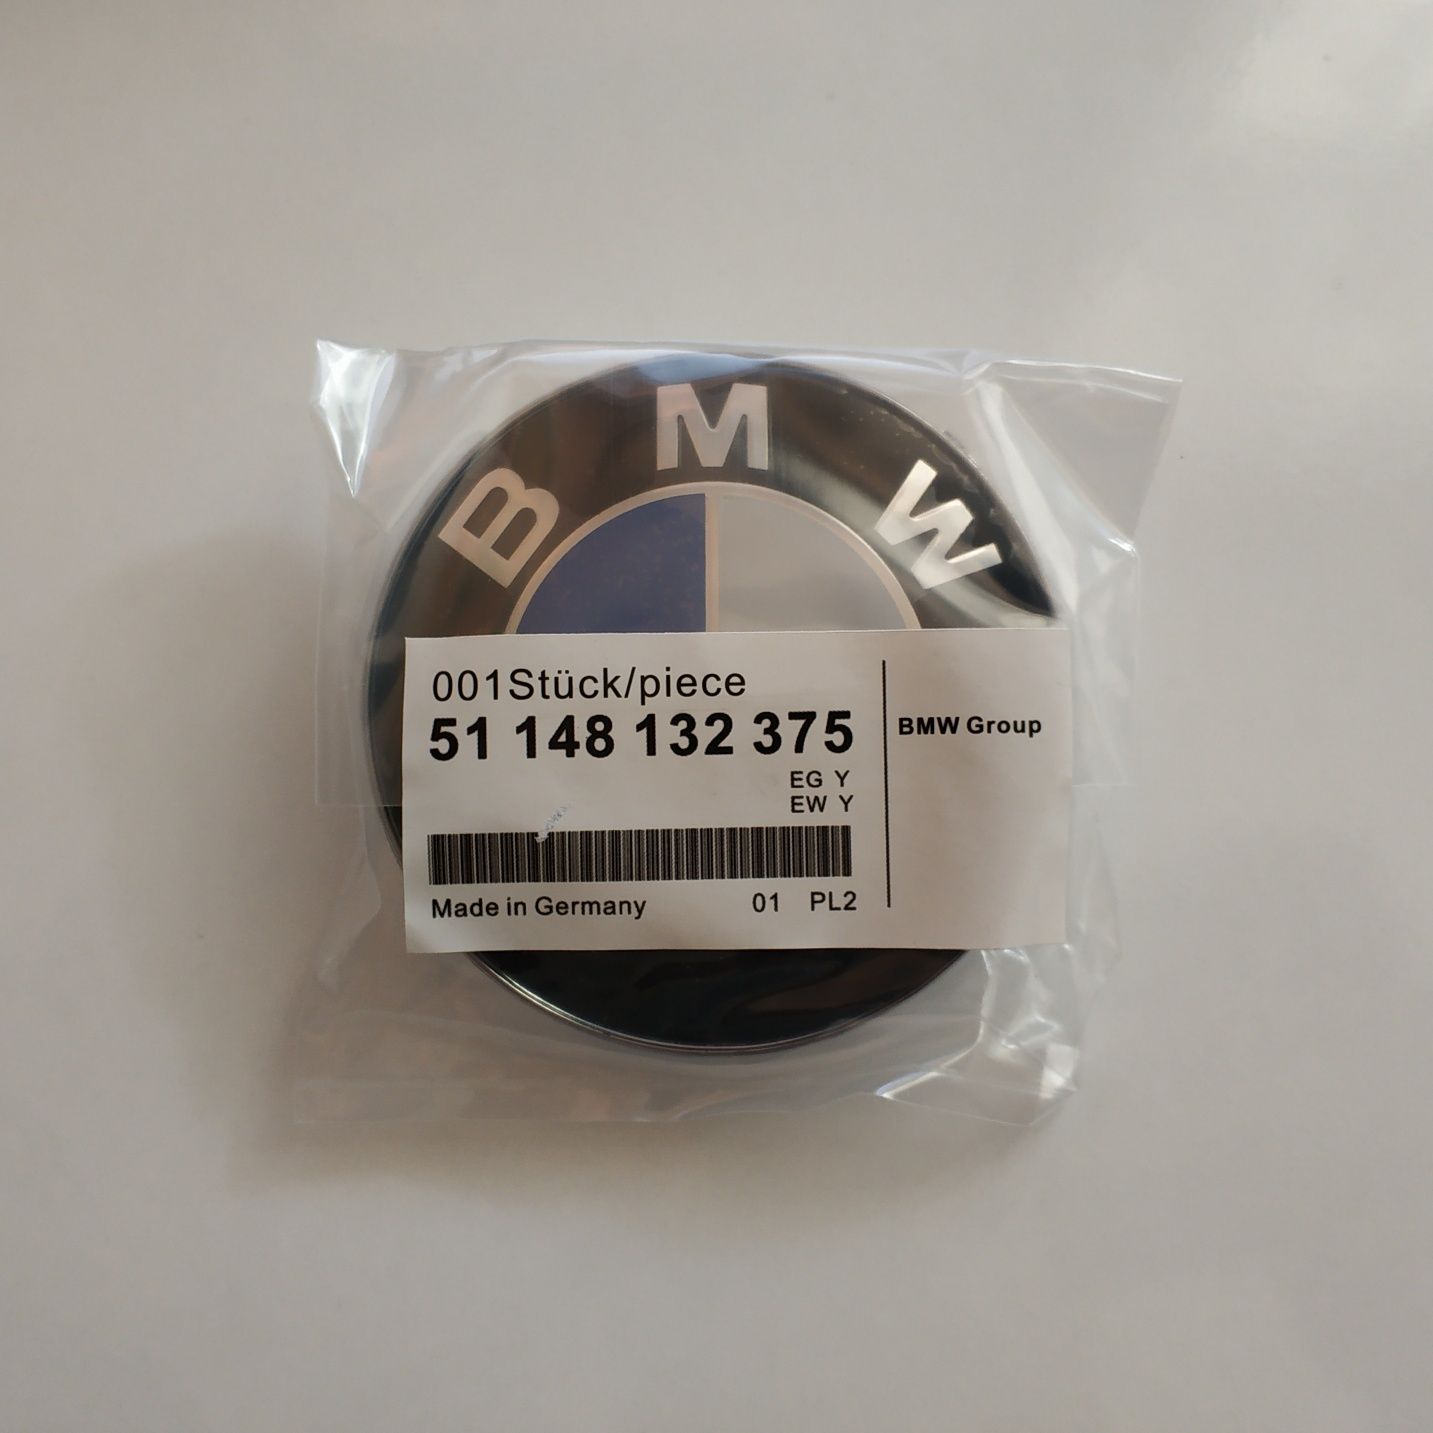 B M W
001Stück/piece
51 148 132 375
BMW Group
EG Y
EW Y
Made in Germany 01 PL2